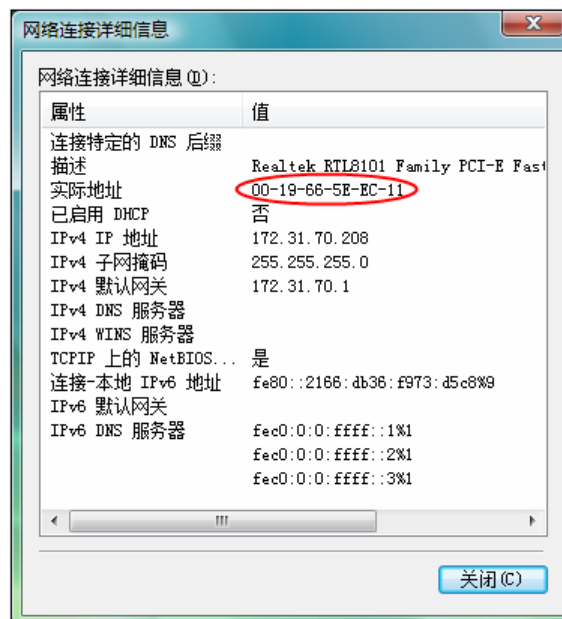 网络连接详细信息
网络连接详细信息(D):
属性 值
连接特定的 DNS 后缀
描述 Realtek RTL8101 Family PCI-E Fast
实际地址 00-19-66-5E-EC-11
已启用 DHCP 否
IPv4 IP 地址 172.31.70.208
IPv4 子网掩码 255.255.255.0
IPv4 默认网关 172.31.70.1
IPv4 DNS 服务器
IPv4 WINS 服务器
TCPIP 上的 NetBIOS... 是
连接-本地 IPv6 地址 fe80::2166:db36:f973:d5c8%9
IPv6 默认网关
IPv6 DNS 服务器 fec0:0:0:ffff::1%1
fec0:0:0:ffff::2%1
fec0:0:0:ffff::3%1
关闭(C)